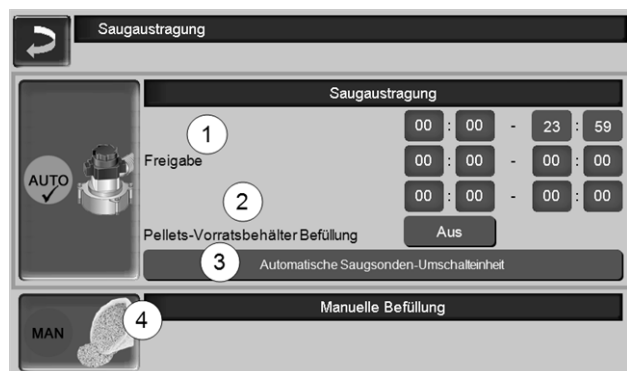 Saugaustragung
Saugaustragung
1
00 : 00 - 23 : 59
Freigabe
00 : 00 - 00 : 00
AUTO
2
00 : 00 - 00 : 00
Pellets-Vorratsbehälter Befüllung Aus
3 Automatische Saugsonden-Umschalteinheit
4 Manuelle Befüllung
MAN